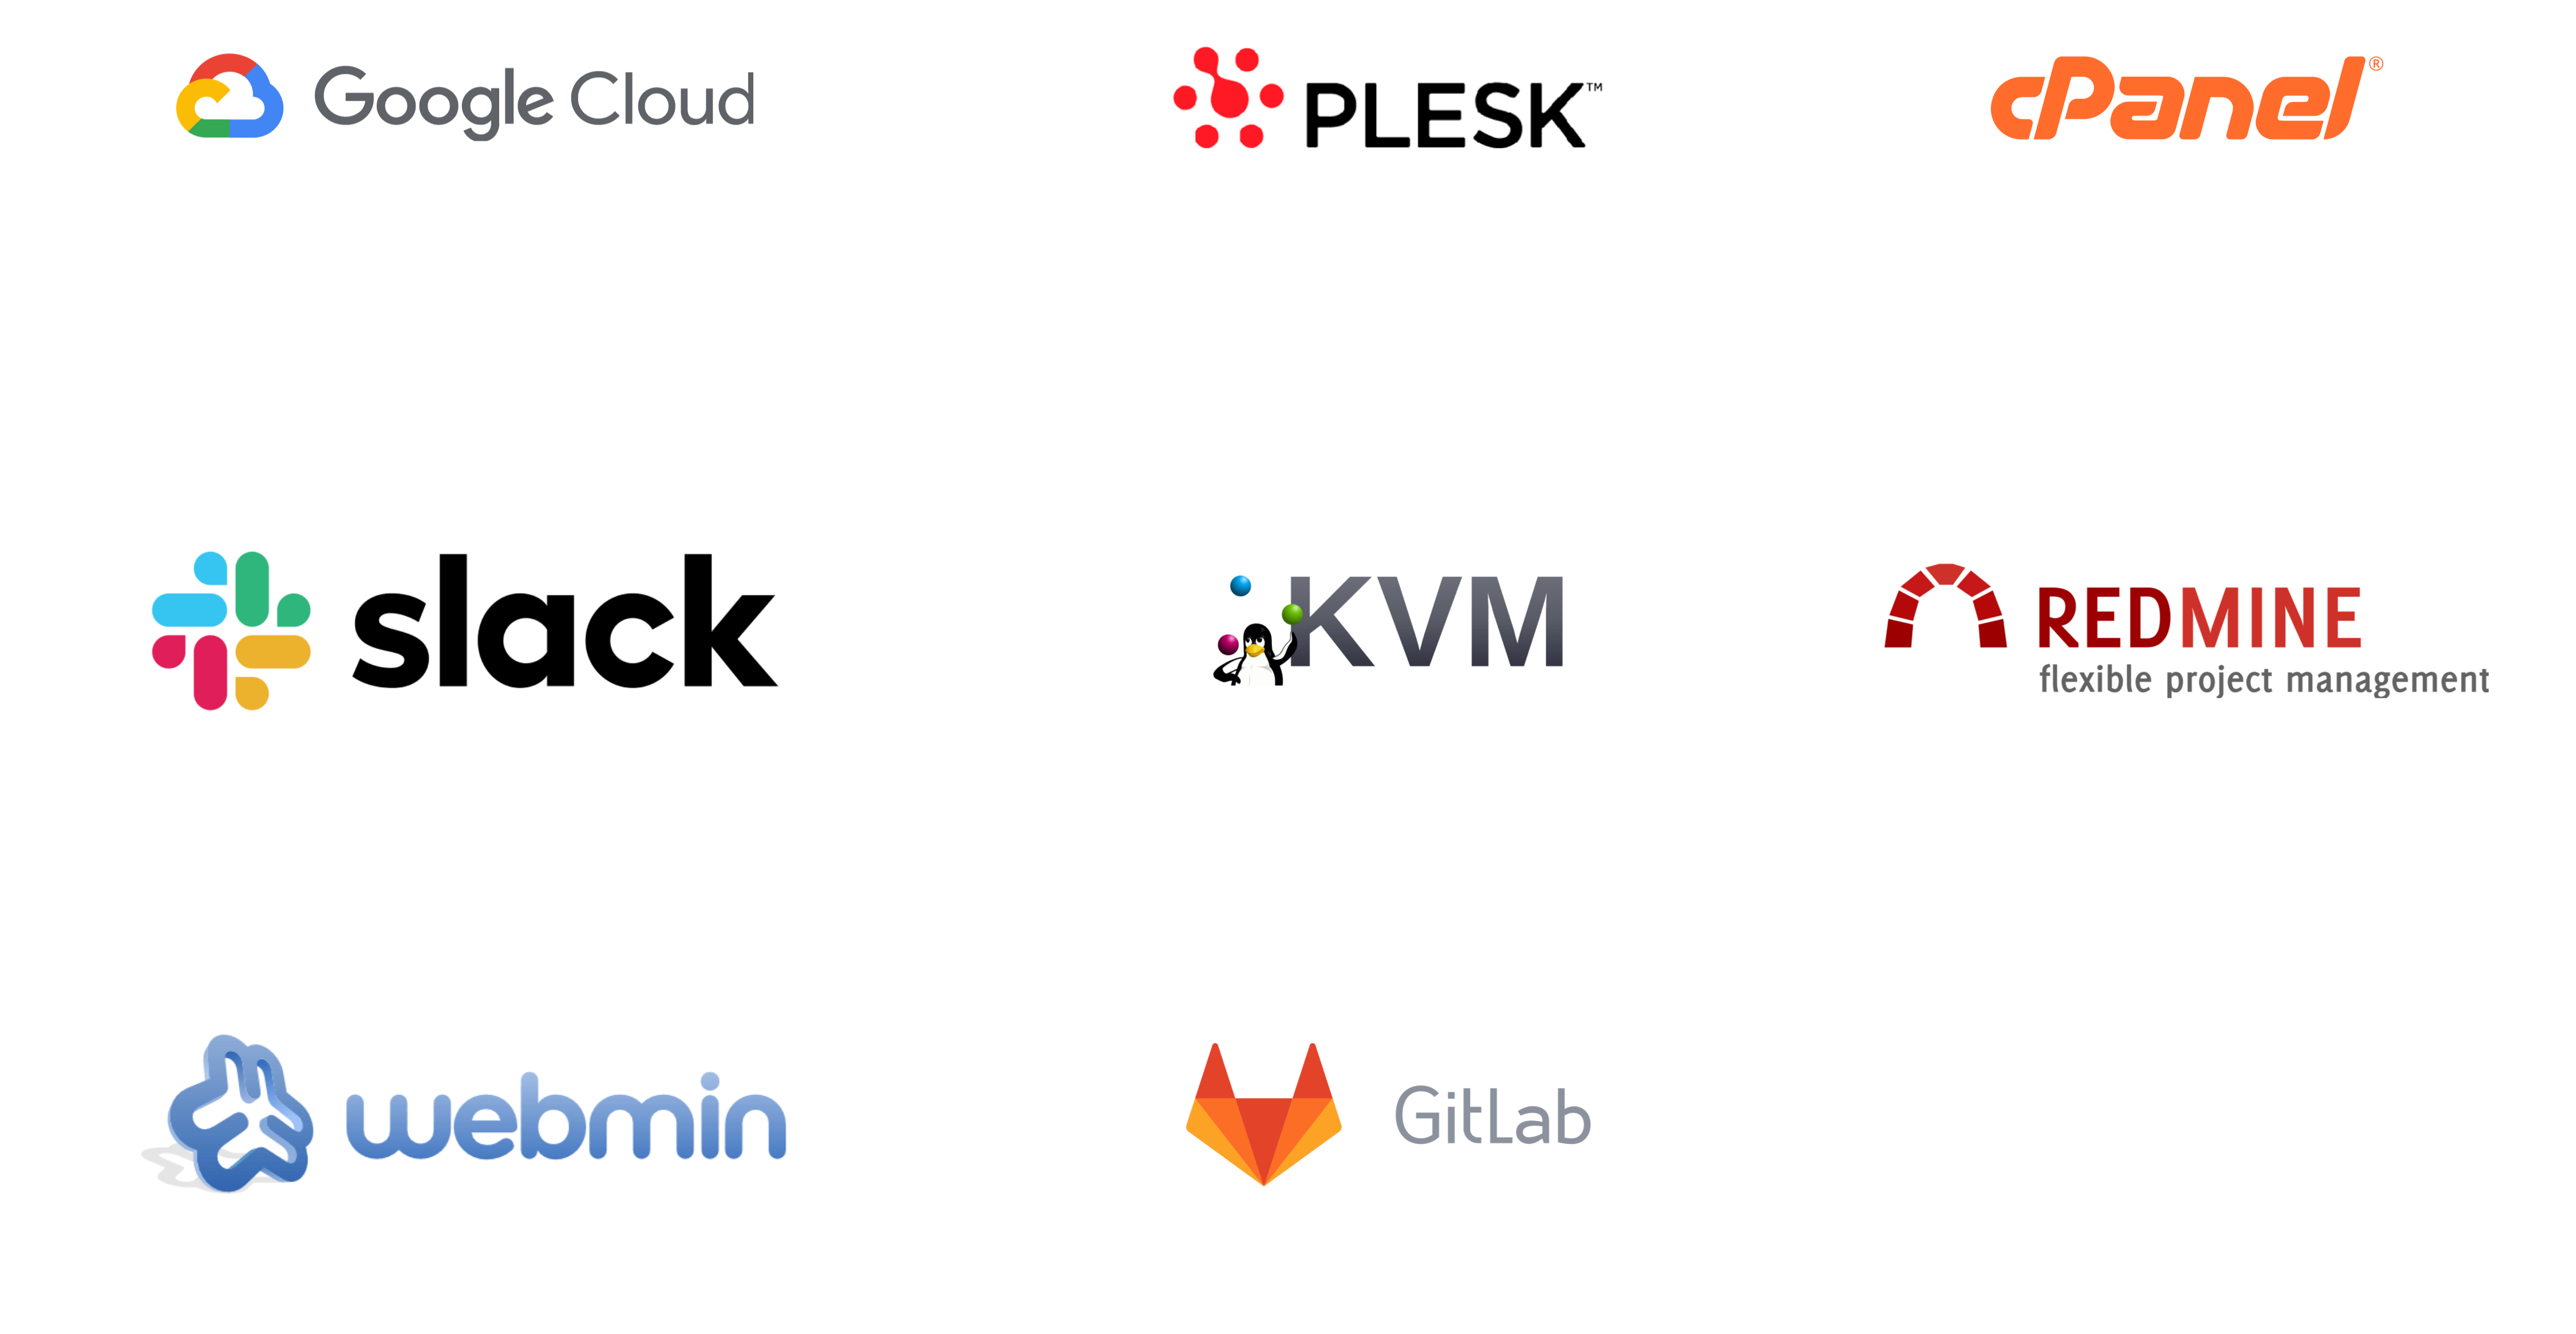 Google Cloud
PLESK™
cPanel®
slack
KVM
REDMINE
flexible project management
webmin
GitLab